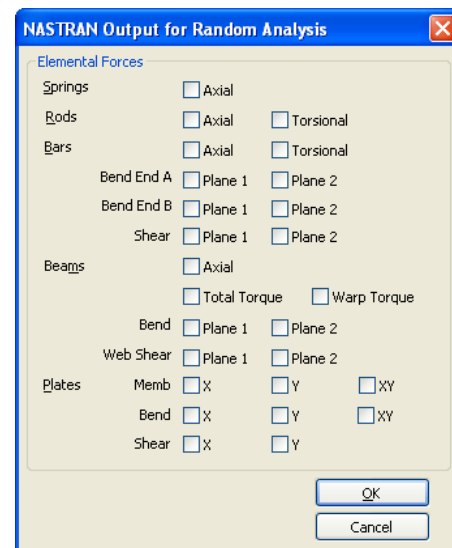 NASTRAN Output for Random Analysis
Elemental Forces
Springs Axial
Rods Axial Torsional
Bars Axial Torsional
Bend End A Plane 1 Plane 2
Bend End B Plane 1 Plane 2
Shear Plane 1 Plane 2
Beams Axial
Total Torque Warp Torque
Bend Plane 1 Plane 2
Web Shear Plane 1 Plane 2
Plates Memb X Y XY
Bend X Y XY
Shear X Y
OK
Cancel